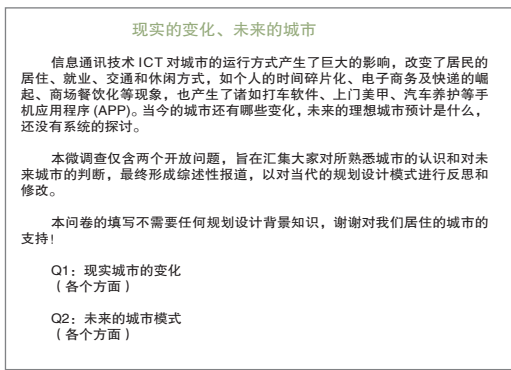 现实的变化、未来的城市
信息通讯技术 ICT 对城市的运行方式产生了巨大的影响，改变了居民的
居住、就业、交通和休闲方式，如个人的时间碎片化、电子商务及快递的崛
起、商场餐饮化等现象，也产生了诸如打车软件、上门美甲、汽车养护等手
机应用程序 (APP)。当今的城市还有哪些变化，未来的理想城市预计是什么，
还没有系统的探讨。
本微调查仅含两个开放问题，旨在汇集大家对所熟悉城市的认识和对未
来城市的判断，最终形成综述性报道，以对当代的规划设计模式进行反思和
修改。
本问卷的填写不需要任何规划设计背景知识，谢谢对我们居住的城市的
支持！
Q1：现实城市的变化
（各个方面）
Q2：未来的城市模式
（各个方面）